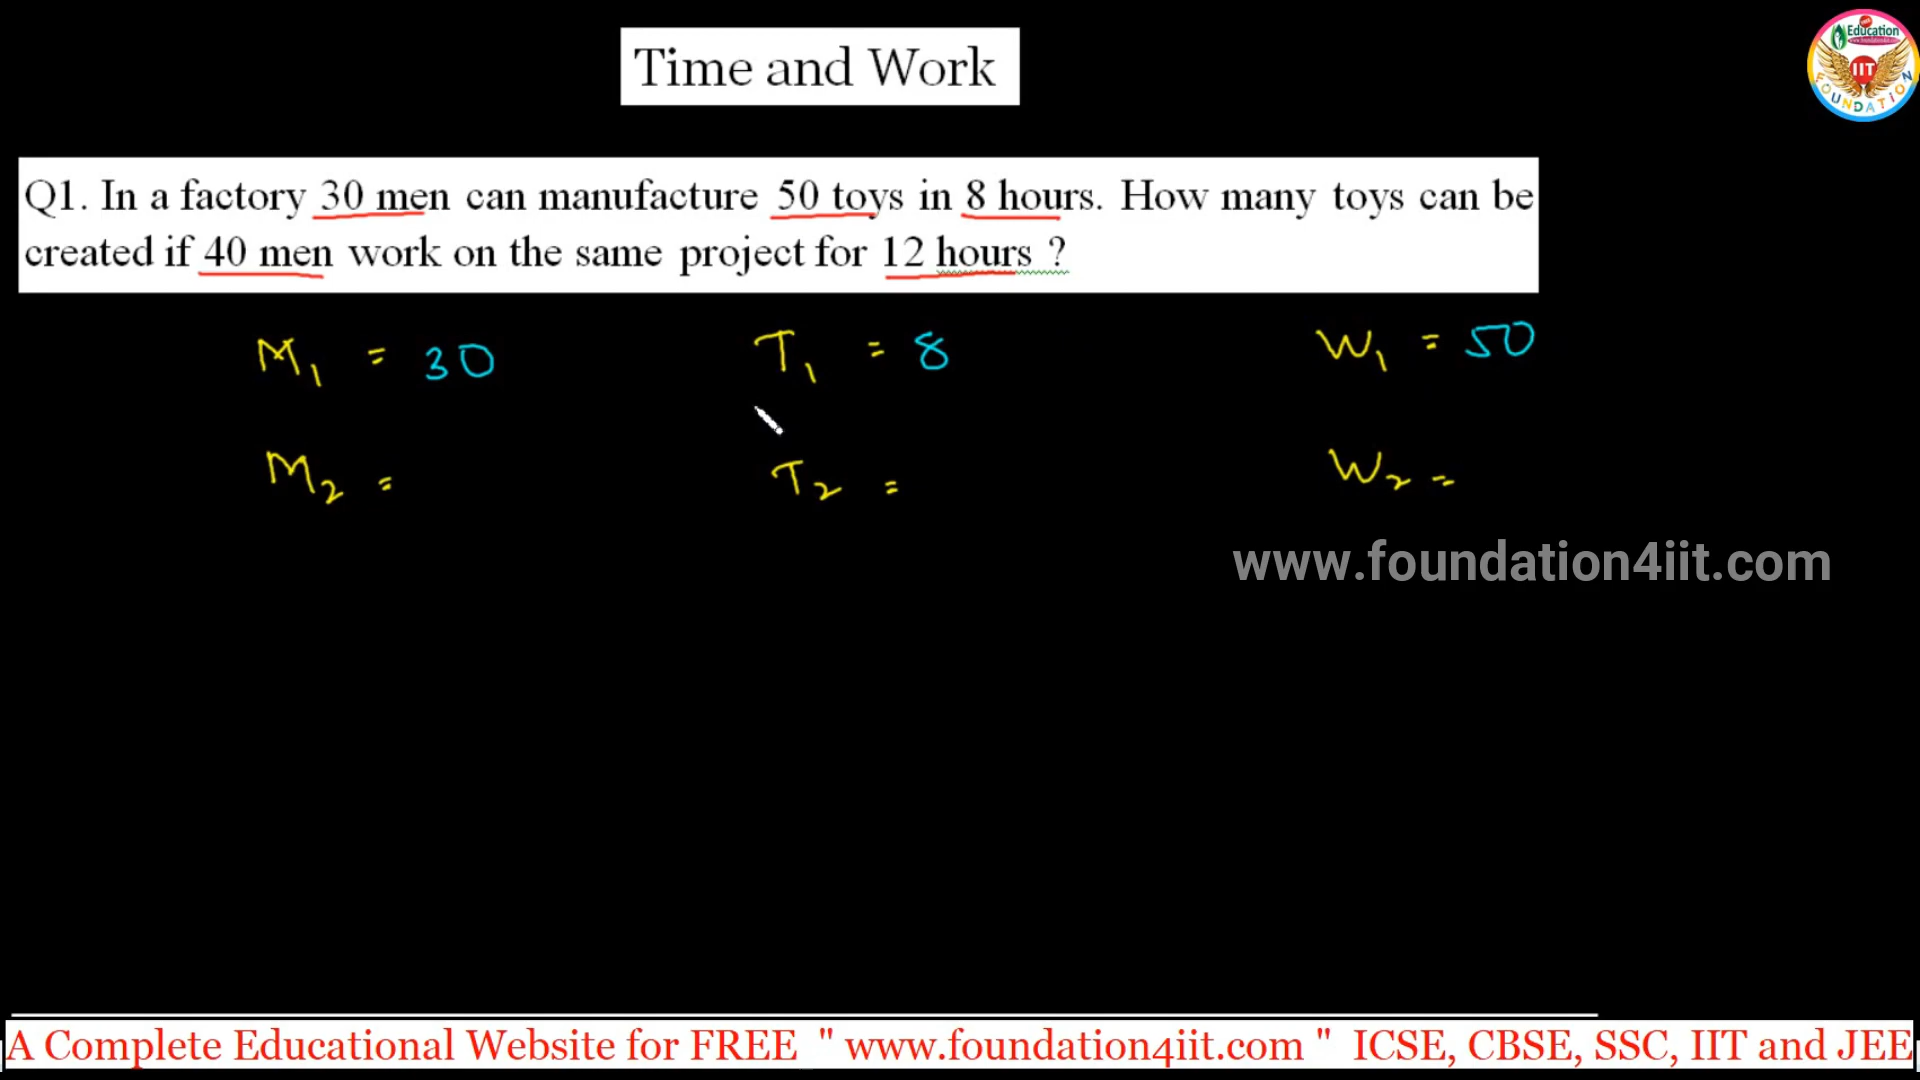 Time and Work
Education
IIT
FOUNDATION
Q1. In a factory 30 men can manufacture 50 toys in 8 hours. How many toys can be
created if 40 men work on the same project for 12 hours ?
M1 = 30 T1 = 8 W1 = 50
M2 = T2 = W2 =
www.foundation4iit.com
A Complete Educational Website for FREE " www.foundation4iit.com " ICSE, CBSE, SSC, IIT and JEE